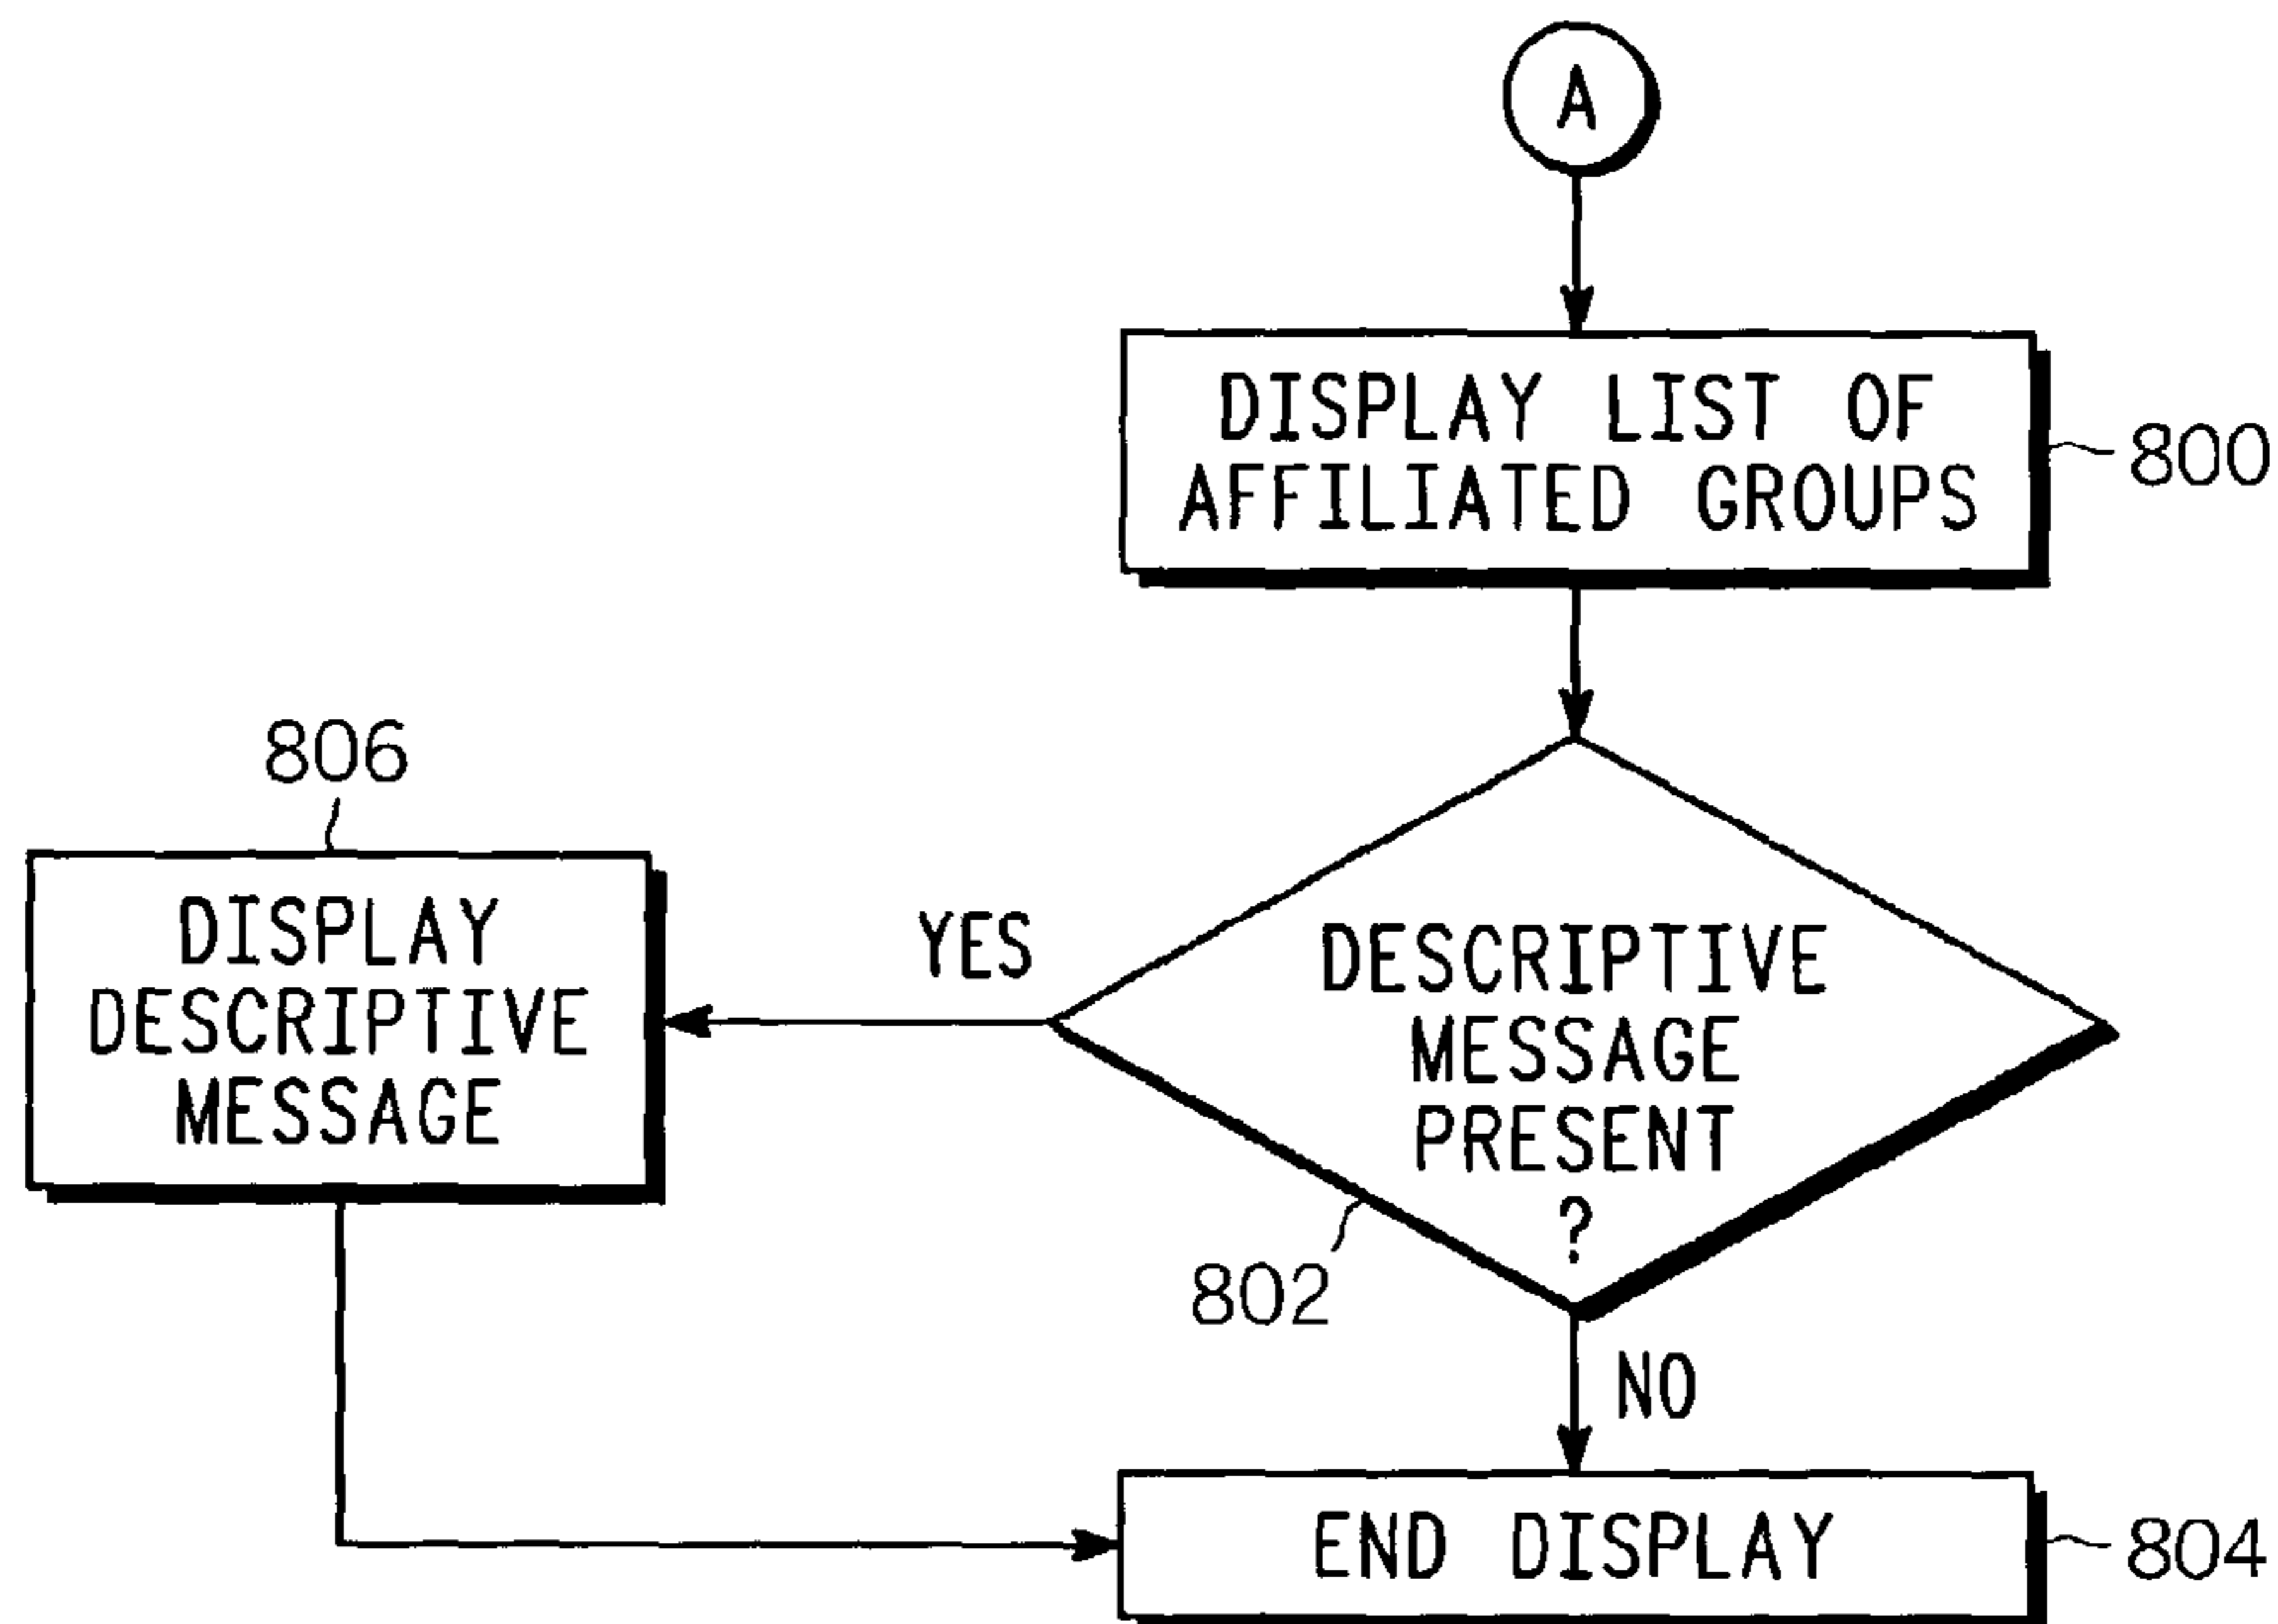 A
DISPLAY LIST OF
AFFILIATED GROUPS
800
806
DISPLAY
DESCRIPTIVE
MESSAGE
YES
DESCRIPTIVE
MESSAGE
PRESENT
?
802
NO
END DISPLAY
804